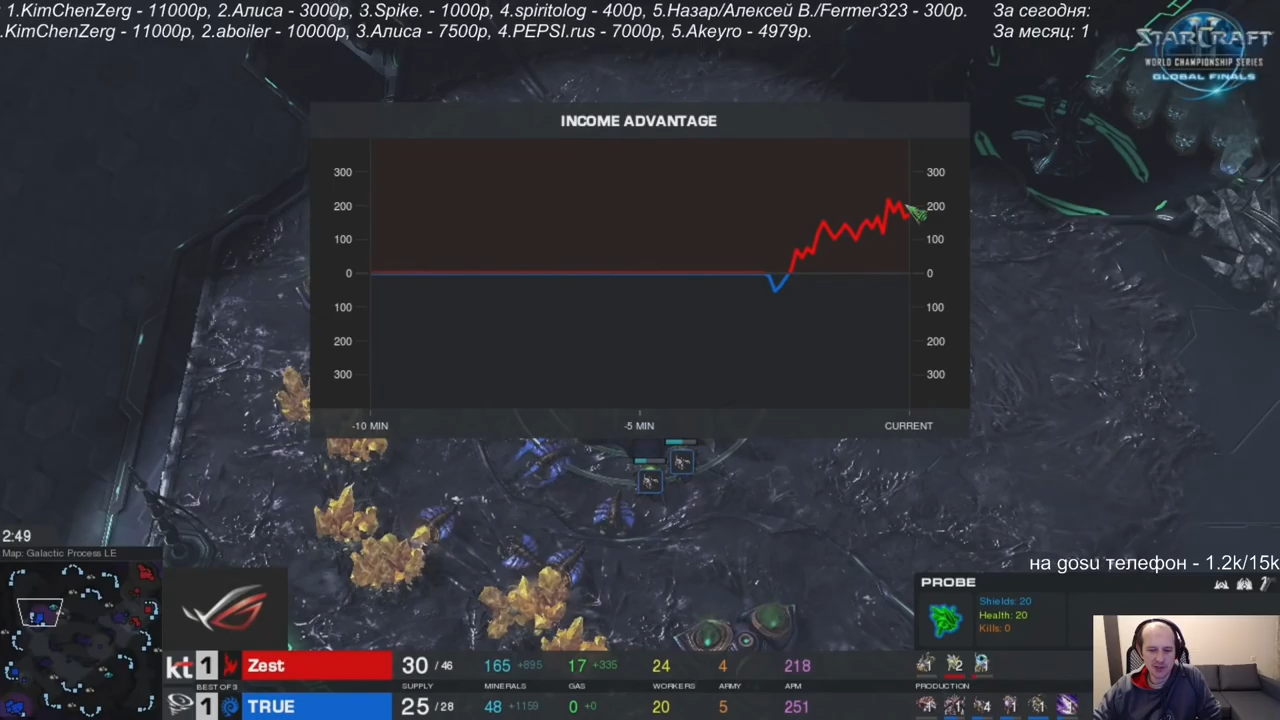 1.KimChenZerg - 11000р, 2.Алиса - 3000р, 3.Spike. - 1000р, 4.spiritolog - 400р, 5.Назар/Алексей В./Fermer323 - 300р.
За сегодня:
.KimChenZerg - 11000р, 2.aboiler - 10000р, 3.Алиса - 7500р, 4.PEPSI.rus - 7000р, 5.Akeyro - 4979р.
За месяц: 1
STARCRAFT
II
WORLD CHAMPIONSHIP SERIES
GLOBAL FINALS
INCOME ADVANTAGE
300 300
200 200
100 100
0 0
100 100
200 200
300 300
-10 MIN -5 MIN CURRENT
2:49
Map: Galactic Process LE
на gosu телефон - 1.2k/15k
PROBE
Shields: 20
Health: 20
Kills: 0
kt 1 Zest 30 / 46 165 +895 17 +335 24 4 218
BEST OF 3 SUPPLY MINERALS GAS WORKERS ARMY APM PRODUCTION
1 TRUE 25 / 28 48 +1159 0 +0 20 5 251